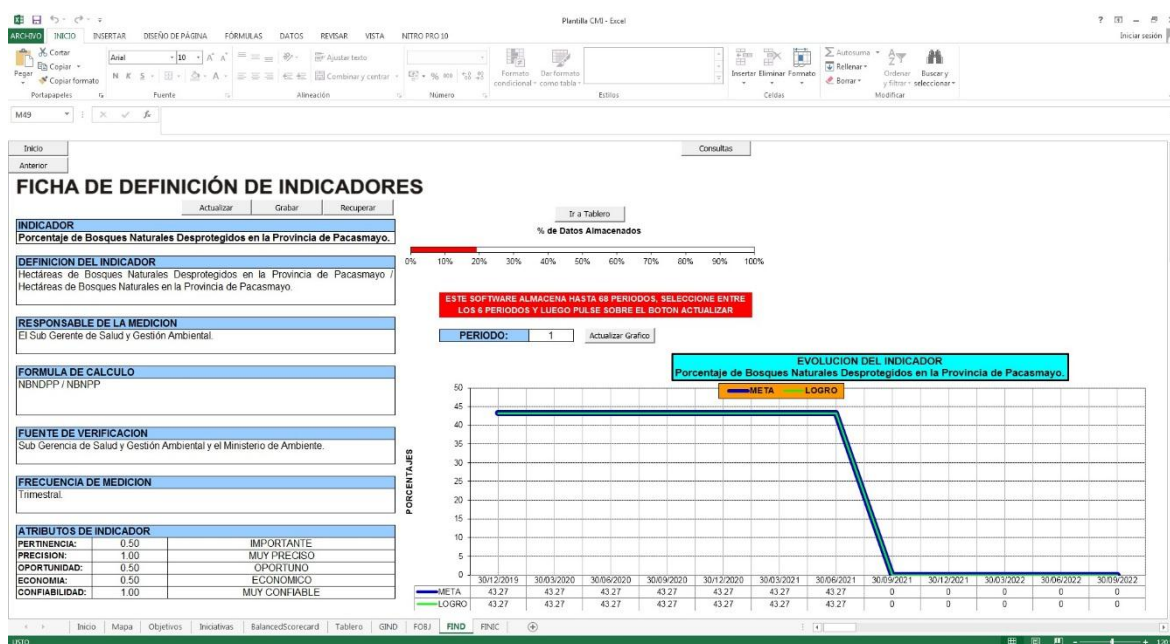 Plantilla CMI - Excel
Iniciar sesión
ARCHIVO INICIO INSERTAR DISEÑO DE PÁGINA FÓRMULAS DATOS REVISAR VISTA NITRO PRO 10
Cortar
Copiar
Copiar formato
Pegar
Portapapeles
Arial 10
N K S
Fuente
Ajustar texto
Combinar y centrar
Alineación
% 000
Número
Formato condicional
Dar formato como tabla
Estilos
Insertar Eliminar Formato
Celdas
Autosuma
Rellenar
Borrar
Ordenar y filtrar
Buscar y seleccionar
Modificar
M49
fx
Inicio
Anterior
Consultas
FICHA DE DEFINICIÓN DE INDICADORES
Actualizar Grabar Recuperar
INDICADOR
Porcentaje de Bosques Naturales Desprotegidos en la Provincia de Pacasmayo.
DEFINICION DEL INDICADOR
Hectáreas de Bosques Naturales Desprotegidos en la Provincia de Pacasmayo /
Hectáreas de Bosques Naturales en la Provincia de Pacasmayo.
RESPONSABLE DE LA MEDICION
El Sub Gerente de Salud y Gestión Ambiental.
FORMULA DE CALCULO
NBNDPP / NBNPP
FUENTE DE VERIFICACION
Sub Gerencia de Salud y Gestión Ambiental y el Ministerio de Ambiente.
FRECUENCIA DE MEDICION
Trimestral.
ATRIBUTOS DE INDICADOR
PERTINENCIA: 0.50 IMPORTANTE
PRECISION: 1.00 MUY PRECISO
OPORTUNIDAD: 0.50 OPORTUNO
ECONOMIA: 0.50 ECONOMICO
CONFIABILIDAD: 1.00 MUY CONFIABLE
Ir a Tablero
% de Datos Almacenados
0% 10% 20% 30% 40% 50% 60% 70% 80% 90% 100%
ESTE SOFTWARE ALMACENA HASTA 68 PERIODOS, SELECCIONE ENTRE
LOS 6 PERIODOS Y LUEGO PULSE SOBRE EL BOTON ACTUALIZAR
PERIODO: 1 Actualizar Grafico
EVOLUCION DEL INDICADOR
Porcentaje de Bosques Naturales Desprotegidos en la Provincia de Pacasmayo.
META LOGRO
PORCENTAJES
50
45
40
35
30
25
20
15
10
5
0
30/12/2019 30/03/2020 30/06/2020 30/09/2020 30/12/2020 30/03/2021 30/06/2021 30/09/2021 30/12/2021 30/03/2022 30/06/2022 30/09/2022
META 43.27 43.27 43.27 43.27 43.27 43.27 43.27 0 0 0 0 0
LOGRO 43.27 43.27 43.27 43.27 43.27 43.27 43.27 0 0 0 0 0
Inicio Mapa Objetivos Iniciativas BalancedScorecard Tablero GIND FOBJ FIND FINIC
LISTO